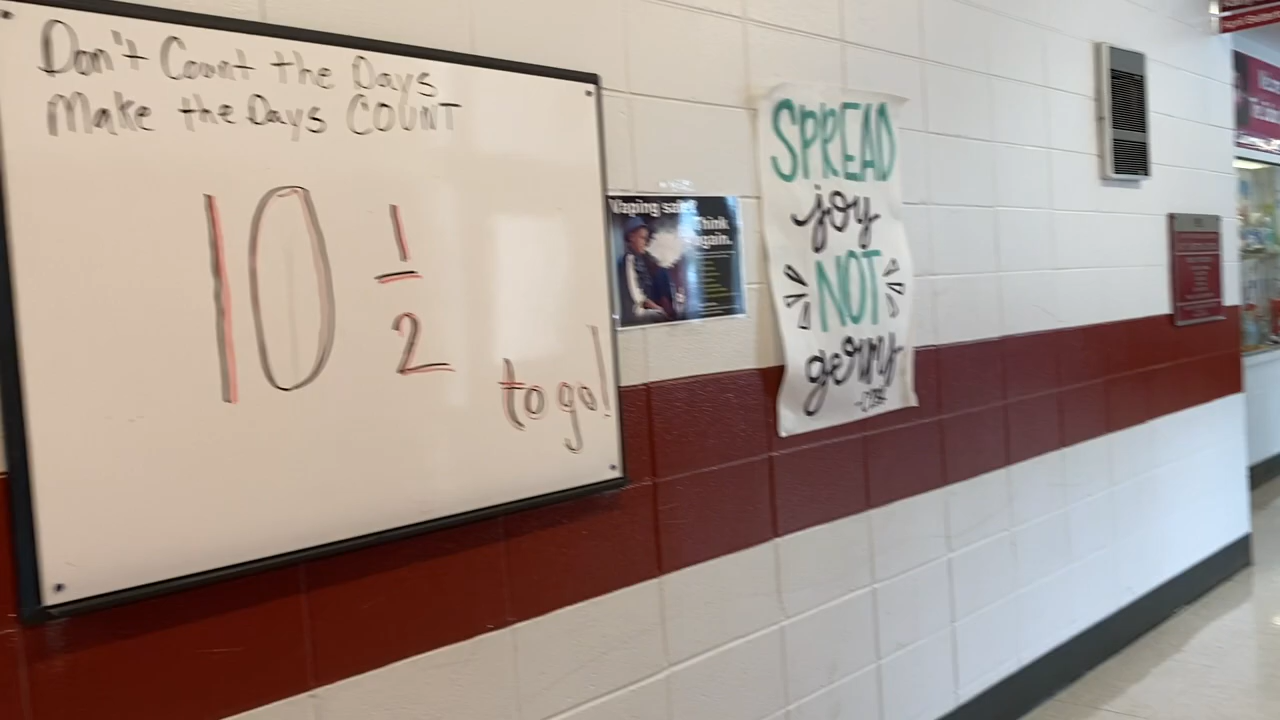 Don't Count the Days
Make the Days COUNT
10 1/2
to go!
Vaping safe?
Think
again.
SPREAD
joy
NOT
germs